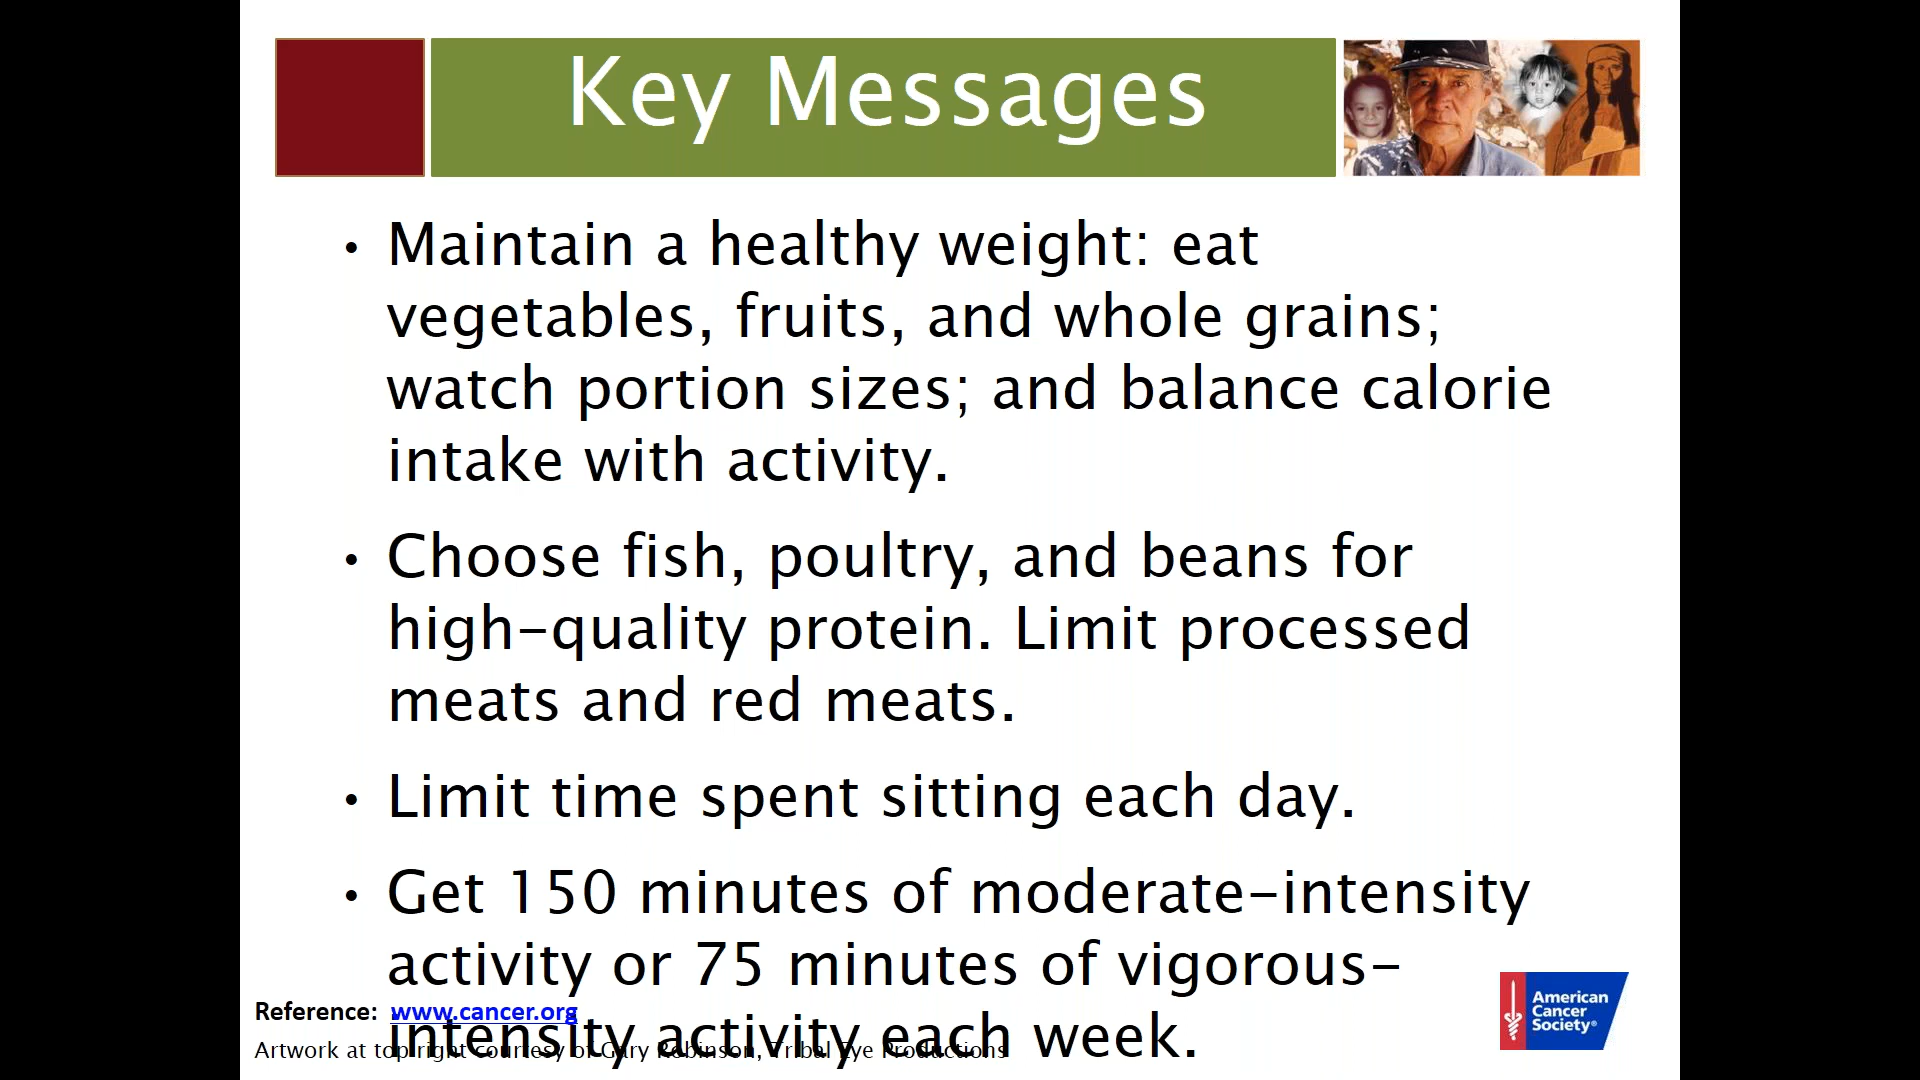 Key Messages
• Maintain a healthy weight: eat
vegetables, fruits, and whole grains;
watch portion sizes; and balance calorie
intake with activity.
• Choose fish, poultry, and beans for
high-quality protein. Limit processed
meats and red meats.
• Limit time spent sitting each day.
• Get 150 minutes of moderate-intensity
activity or 75 minutes of vigorous-
intensity activity each week.
Reference: www.cancer.org
Artwork at top right courtesy of Gary Robinson, Tribal Eye Productions
American
Cancer
Society®